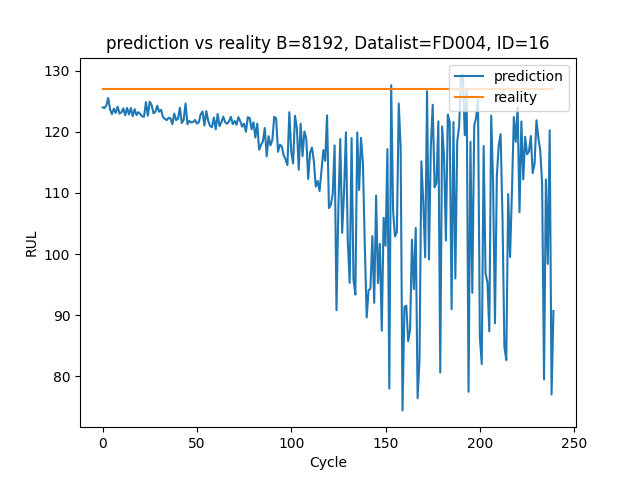 prediction vs reality B=8192, Datalist=FD004, ID=16
130
120
110
100
90
80
RUL
prediction
reality
0 50 100 150 200 250
Cycle